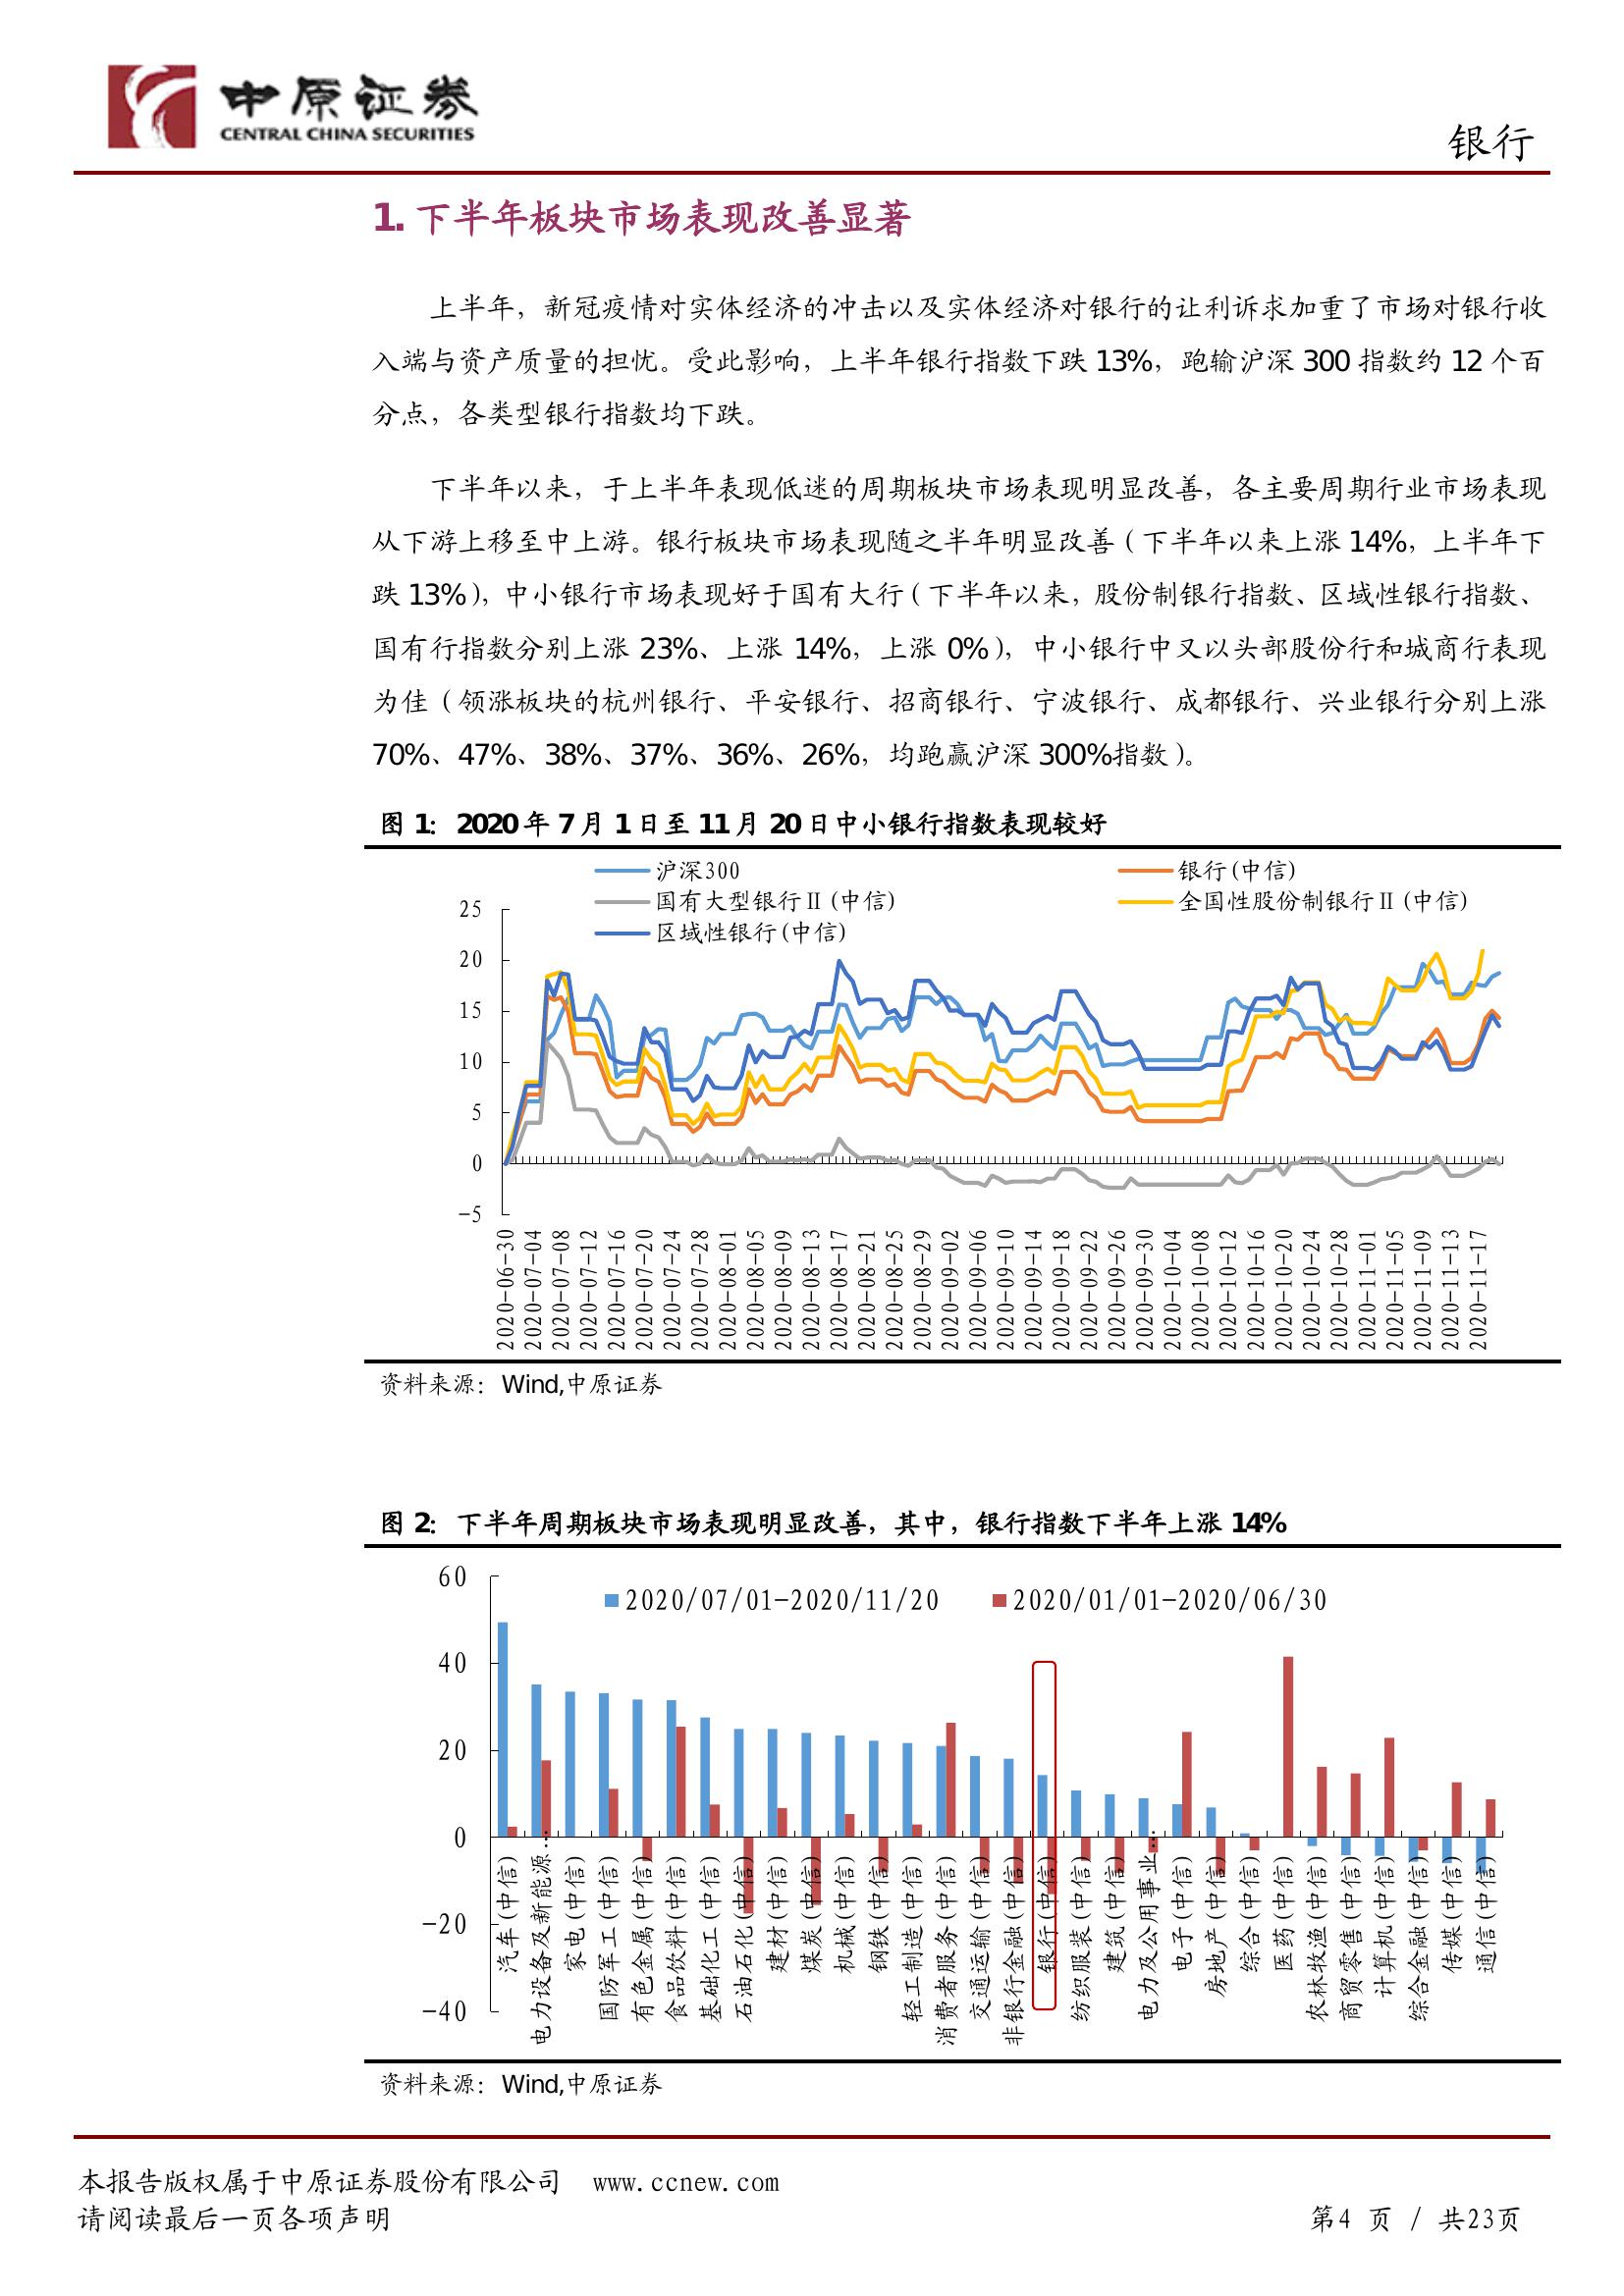 中原证券
CENTRAL CHINA SECURITIES
银行
1. 下半年板块市场表现改善显著
上半年，新冠疫情对实体经济的冲击以及实体经济对银行的让利诉求加重了市场对银行收
入端与资产质量的担忧。受此影响，上半年银行指数下跌 13%，跑输沪深 300 指数约 12 个百
分点，各类型银行指数均下跌。
下半年以来，于上半年表现低迷的周期板块市场表现明显改善，各主要周期行业市场表现
从下游上移至中上游。银行板块市场表现随之半年明显改善（下半年以来上涨 14%，上半年下
跌 13%），中小银行市场表现好于国有大行（下半年以来，股份制银行指数、区域性银行指数、
国有行指数分别上涨 23%、上涨 14%，上涨 0%），中小银行中又以头部股份行和城商行表现
为佳（领涨板块的杭州银行、平安银行、招商银行、宁波银行、成都银行、兴业银行分别上涨
70%、47%、38%、37%、36%、26%，均跑赢沪深 300%指数）。
图 1： 2020 年 7 月 1 日至 11 月 20 日中小银行指数表现较好
沪深300
银行(中信)
国有大型银行Ⅱ(中信)
全国性股份制银行Ⅱ(中信)
区域性银行(中信)
25
20
15
10
5
0
-5
2020-06-30
2020-07-04
2020-07-08
2020-07-12
2020-07-16
2020-07-20
2020-07-24
2020-07-28
2020-08-01
2020-08-05
2020-08-09
2020-08-13
2020-08-17
2020-08-21
2020-08-25
2020-08-29
2020-09-02
2020-09-06
2020-09-10
2020-09-14
2020-09-18
2020-09-22
2020-09-26
2020-09-30
2020-10-04
2020-10-08
2020-10-12
2020-10-16
2020-10-20
2020-10-24
2020-10-28
2020-11-01
2020-11-05
2020-11-09
2020-11-13
2020-11-17
资料来源：Wind,中原证券
图 2： 下半年周期板块市场表现明显改善，其中，银行指数下半年上涨 14%
2020/07/01-2020/11/20
2020/01/01-2020/06/30
60
40
20
0
-20
-40
汽车(中信)
电力设备及新能源…
家电(中信)
国防军工(中信)
有色金属(中信)
食品饮料(中信)
基础化工(中信)
石油石化(中信)
建材(中信)
煤炭(中信)
机械(中信)
钢铁(中信)
轻工制造(中信)
消费者服务(中信)
交通运输(中信)
非银行金融(中信)
银行(中信)
纺织服装(中信)
建筑(中信)
电力及公用事业…
电子(中信)
房地产(中信)
综合(中信)
医药(中信)
农林牧渔(中信)
商贸零售(中信)
计算机(中信)
综合金融(中信)
传媒(中信)
通信(中信)
资料来源：Wind,中原证券
本报告版权属于中原证券股份有限公司 www.ccnew.com
请阅读最后一页各项声明
第4 页 / 共23页